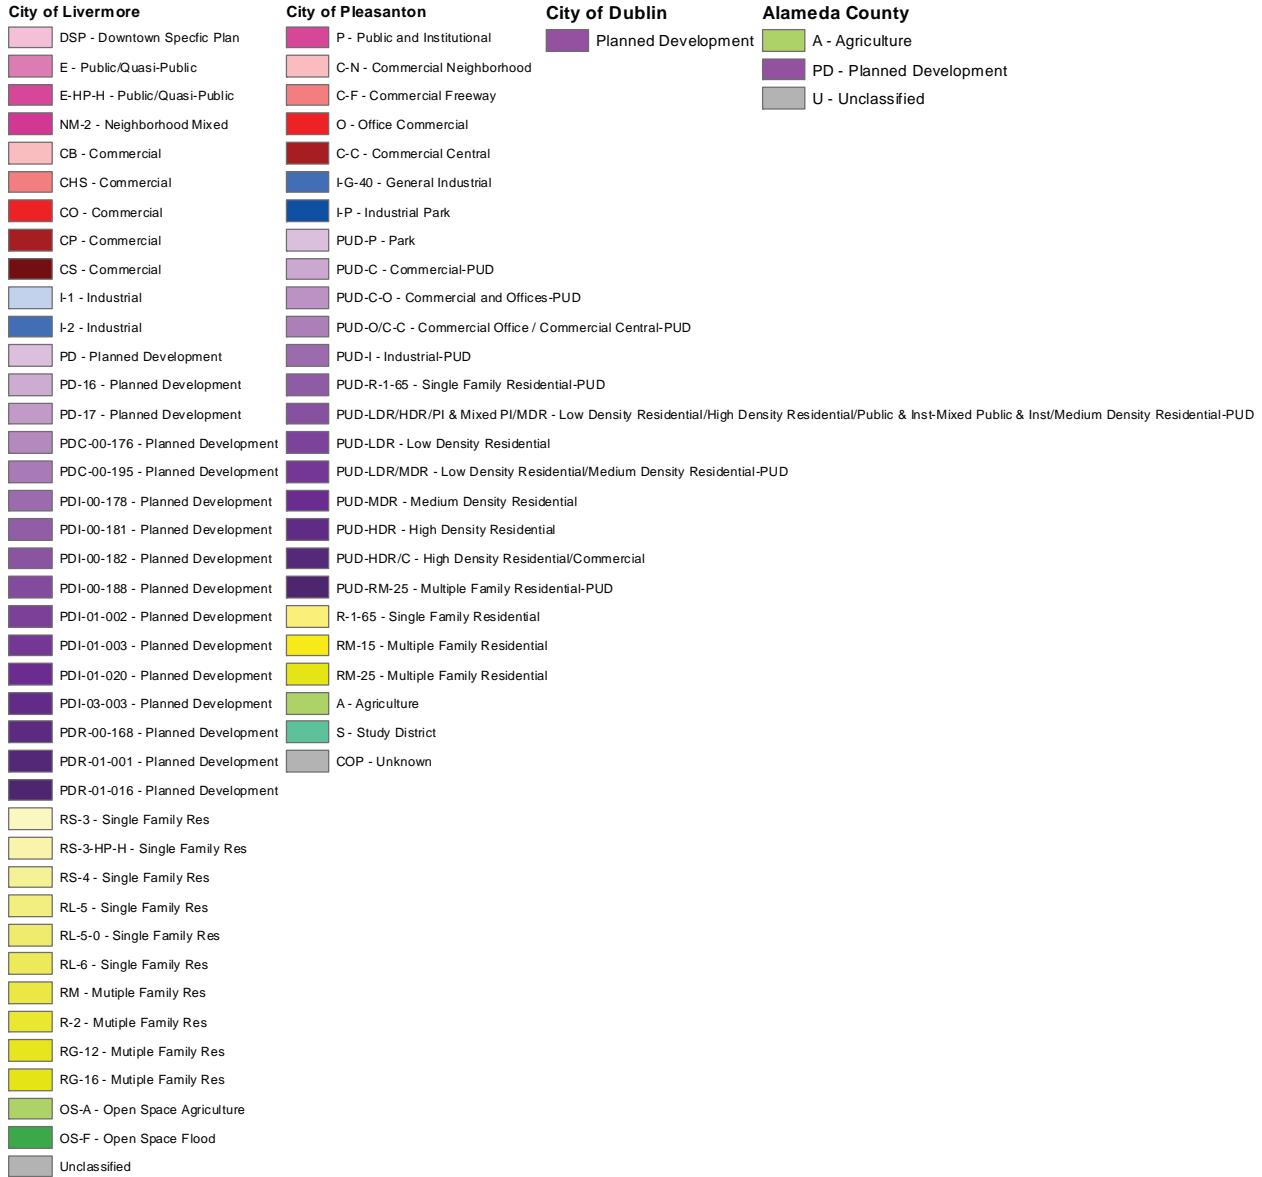 City of Livermore
DSP - Downtown Specfic Plan
E - Public/Quasi-Public
E-HP-H - Public/Quasi-Public
NM-2 - Neighborhood Mixed
CB - Commercial
CHS - Commercial
CO - Commercial
CP - Commercial
CS - Commercial
I-1 - Industrial
I-2 - Industrial
PD - Planned Development
PD-16 - Planned Development
PD-17 - Planned Development
PDC-00-176 - Planned Development
PDC-00-195 - Planned Development
PDI-00-178 - Planned Development
PDI-00-181 - Planned Development
PDI-00-182 - Planned Development
PDI-00-188 - Planned Development
PDI-01-002 - Planned Development
PDI-01-003 - Planned Development
PDI-01-020 - Planned Development
PDI-03-003 - Planned Development
PDR-00-168 - Planned Development
PDR-01-001 - Planned Development
PDR-01-016 - Planned Development
RS-3 - Single Family Res
RS-3-HP-H - Single Family Res
RS-4 - Single Family Res
RL-5 - Single Family Res
RL-5-0 - Single Family Res
RL-6 - Single Family Res
RM - Mutiple Family Res
R-2 - Mutiple Family Res
RG-12 - Mutiple Family Res
RG-16 - Mutiple Family Res
OS-A - Open Space Agriculture
OS-F - Open Space Flood
Unclassified
City of Pleasanton
P - Public and Institutional
C-N - Commercial Neighborhood
C-F - Commercial Freeway
O - Office Commercial
C-C - Commercial Central
I-G-40 - General Industrial
I-P - Industrial Park
PUD-P - Park
PUD-C - Commercial-PUD
PUD-C-O - Commercial and Offices-PUD
PUD-O/C-C - Commercial Office / Commercial Central-PUD
PUD-I - Industrial-PUD
PUD-R-1-65 - Single Family Residential-PUD
PUD-LDR/HDR/PI & Mixed PI/MDR - Low Density Residential/High Density Residential/Public & Inst-Mixed Public & Inst/Medium Density Residential-PUD
PUD-LDR - Low Density Residential
PUD-LDR/MDR - Low Density Residential/Medium Density Residential-PUD
PUD-MDR - Medium Density Residential
PUD-HDR - High Density Residential
PUD-HDR/C - High Density Residential/Commercial
PUD-RM-25 - Multiple Family Residential-PUD
R-1-65 - Single Family Residential
RM-15 - Multiple Family Residential
RM-25 - Multiple Family Residential
A - Agriculture
S - Study District
COP - Unknown
City of Dublin
Planned Development
Alameda County
A - Agriculture
PD - Planned Development
U - Unclassified